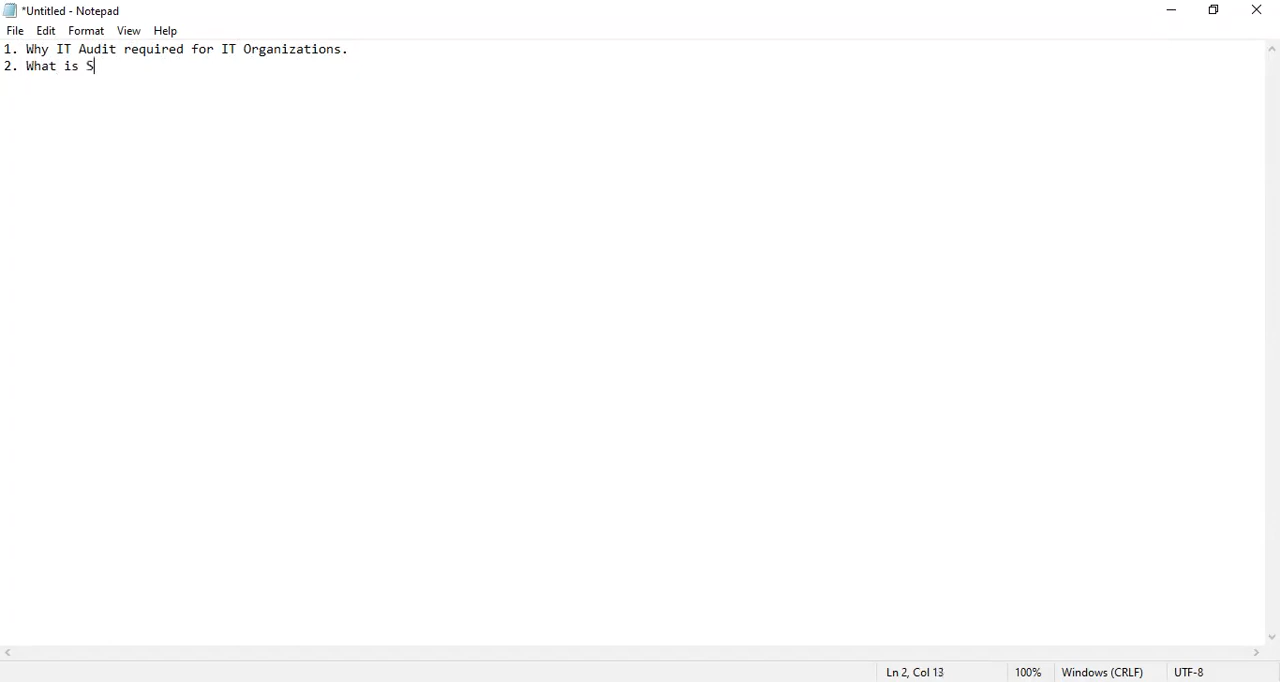 *Untitled - Notepad
File Edit Format View Help
1. Why IT Audit required for IT Organizations.
2. What is S
Ln 2, Col 13 100% Windows (CRLF) UTF-8